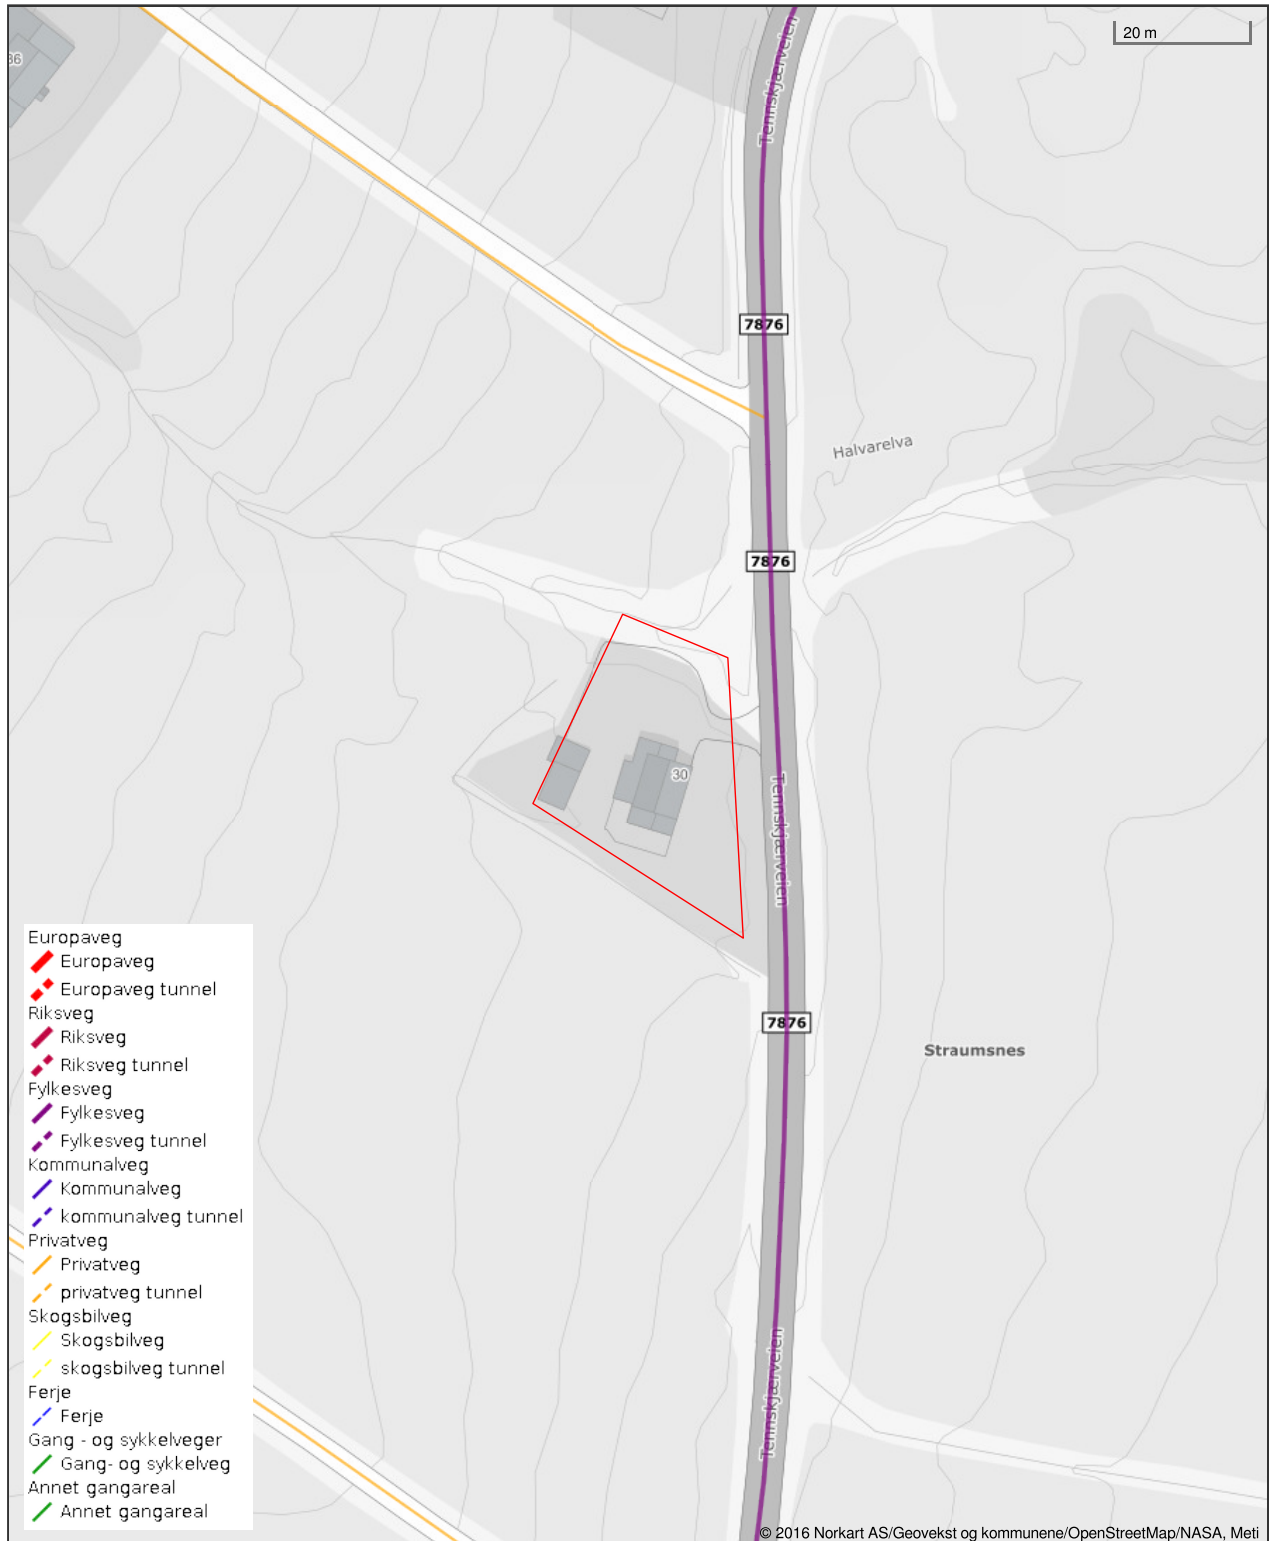 Tennskjærveien
20 m
36
7876
Halvarelva
7876
30
Tennskjærveien
7876
Straumsnes
Tennskjærveien
Europaveg
Europaveg
Europaveg tunnel
Riksveg
Riksveg
Riksveg tunnel
Fylkesveg
Fylkesveg
Fylkesveg tunnel
Kommunalveg
Kommunalveg
kommunalveg tunnel
Privatveg
Privatveg
privatveg tunnel
Skogsbilveg
Skogsbilveg
skogsbilveg tunnel
Ferje
Ferje
Gang - og sykkelveger
Gang- og sykkelveg
Annet gangareal
Annet gangareal
© 2016 Norkart AS/Geovekst og kommunene/OpenStreetMap/NASA, Meti